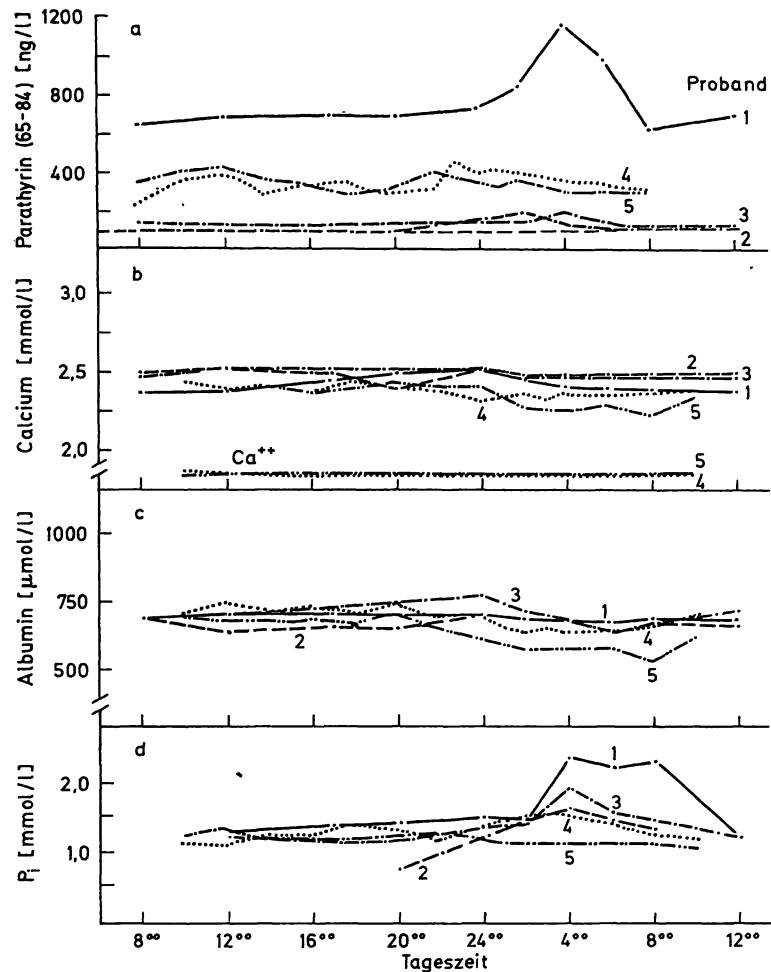 a
Parathyrin (65-84) [ng/l]
1200
800
400
Proband
1
4
5
3
2
b
Calcium [mmol/l]
3,0
2,5
2,0
2
3
1
4
5
Ca⁺⁺
5
4
c
Albumin [µmol/l]
1000
750
500
3
1
2
4
5
d
Pi [mmol/l]
2.0
1,0
1
3
4
5
2
8⁰⁰ 12⁰⁰ 16⁰⁰ 20⁰⁰ 24⁰⁰ 4⁰⁰ 8⁰⁰ 12⁰⁰
Tageszeit